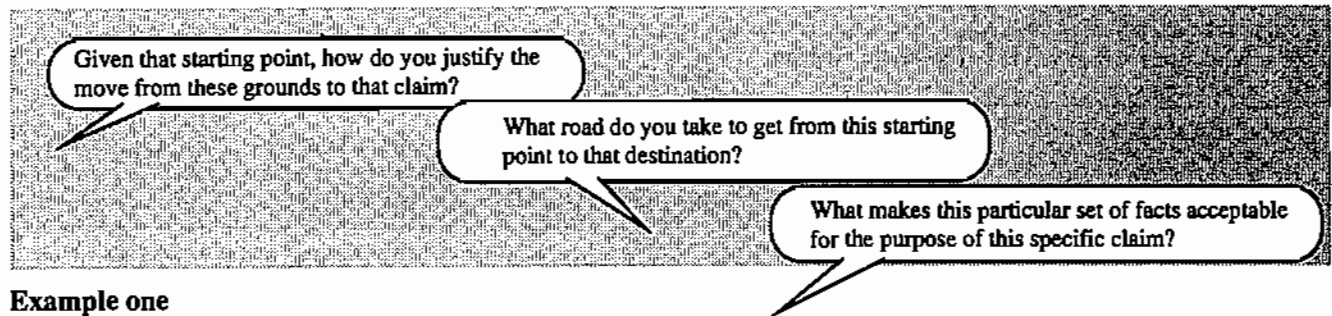 Given that starting point, how do you justify the
move from these grounds to that claim?
What road do you take to get from this starting
point to that destination?
What makes this particular set of facts acceptable
for the purpose of this specific claim?
Example one